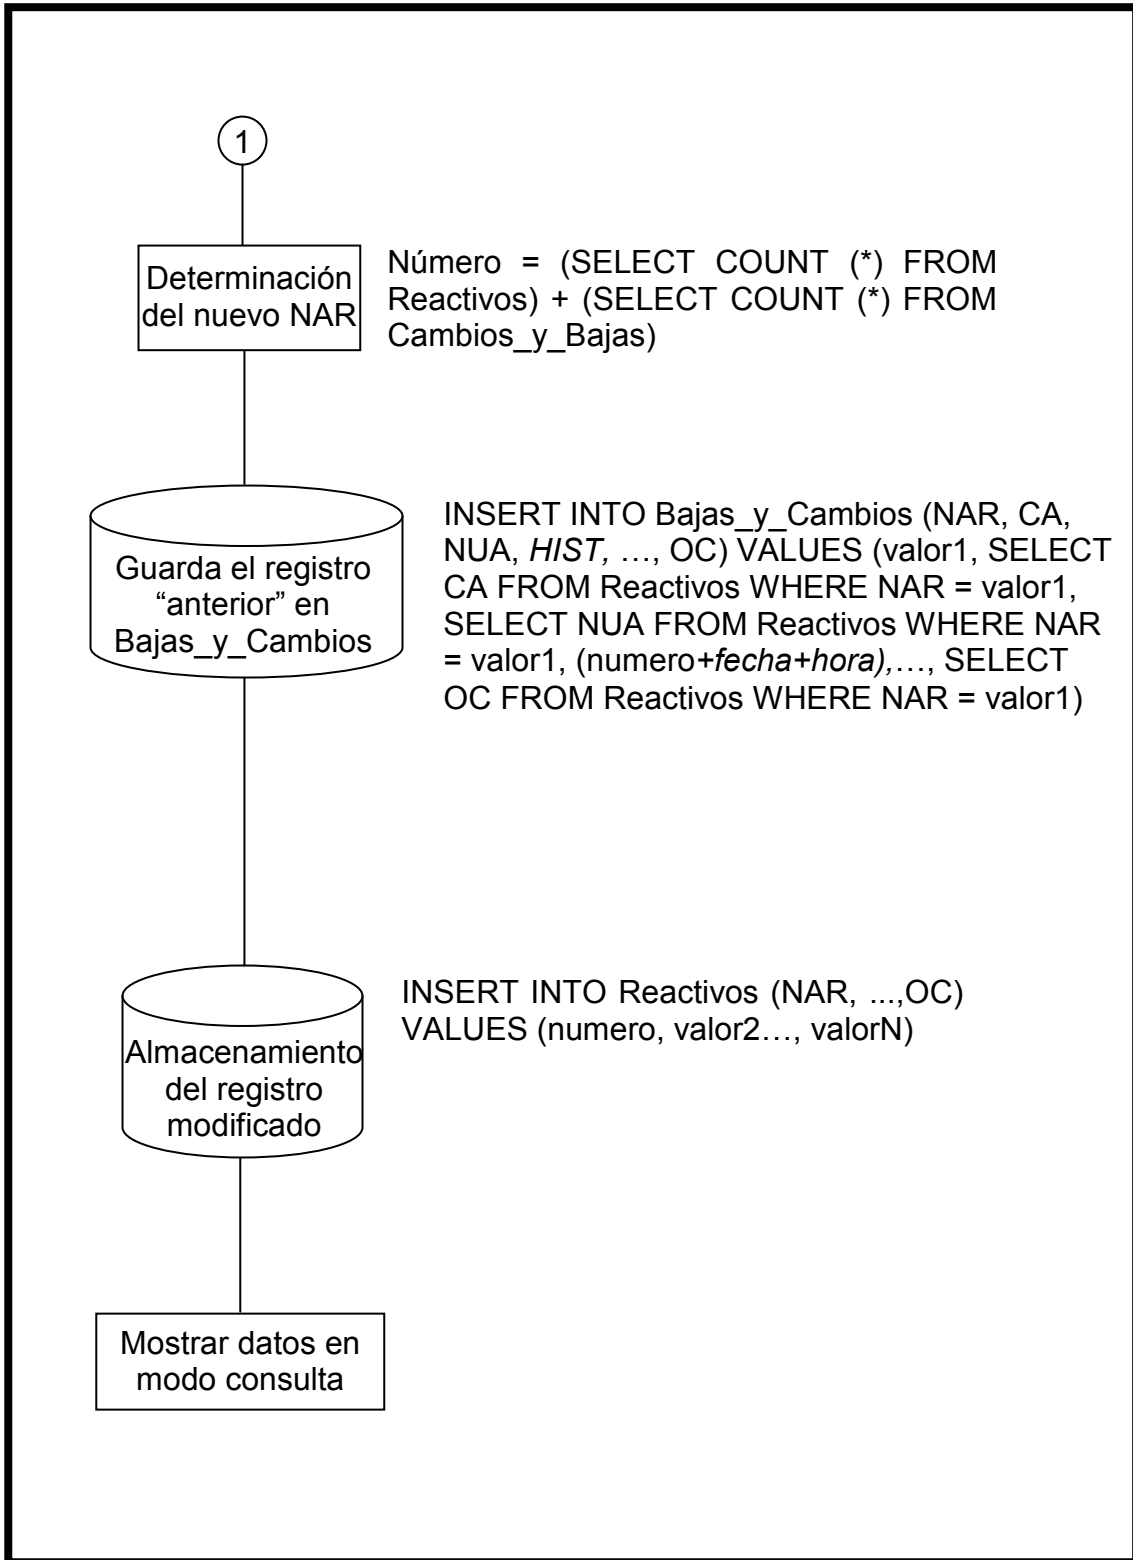 1
Determinación
del nuevo NAR
Número = (SELECT COUNT (*) FROM
Reactivos) + (SELECT COUNT (*) FROM
Cambios_y_Bajas)
Guarda el registro
“anterior” en
Bajas_y_Cambios
INSERT INTO Bajas_y_Cambios (NAR, CA,
NUA, HIST, …, OC) VALUES (valor1, SELECT
CA FROM Reactivos WHERE NAR = valor1,
SELECT NUA FROM Reactivos WHERE NAR
= valor1, (numero+fecha+hora),…, SELECT
OC FROM Reactivos WHERE NAR = valor1)
Almacenamiento
del registro
modificado
INSERT INTO Reactivos (NAR, ...,OC)
VALUES (numero, valor2…, valorN)
Mostrar datos en
modo consulta